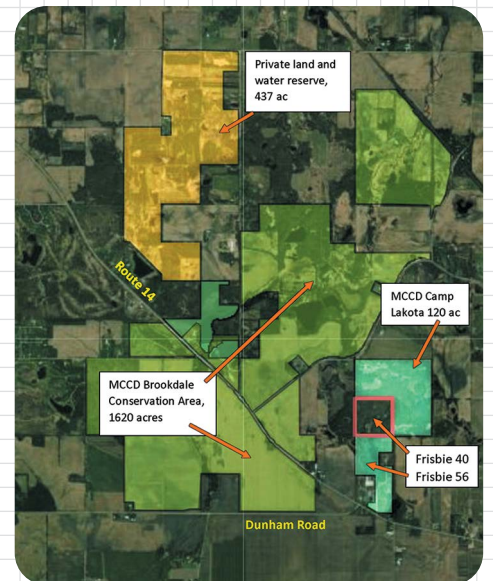 Private land and
water reserve,
437 ac
Route 14
MCCD Camp
Lakota 120 ac
MCCD Brookdale
Conservation Area,
1620 acres
Frisbie 40
Frisbie 56
Dunham Road